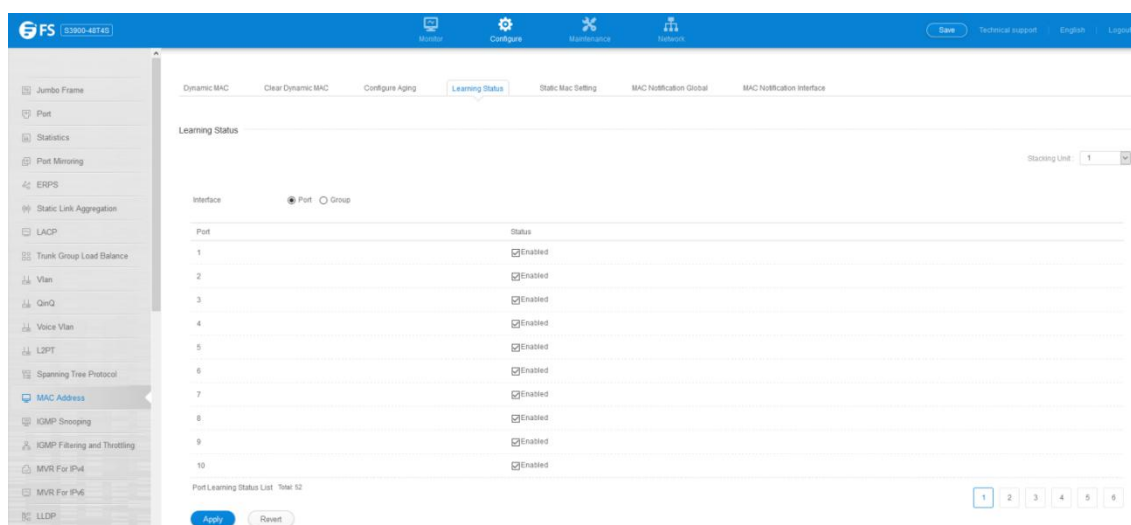 FS S3900-48T4S
Monitor Configure Maintenance Network
Save Technical support English Logout
Jumbo Frame
Port
Statistics
Port Mirroring
ERPS
Static Link Aggregation
LACP
Trunk Group Load Balance
Vlan
QinQ
Voice Vlan
L2PT
Spanning Tree Protocol
MAC Address
IGMP Snooping
IGMP Filtering and Throttling
MVR For IPv4
MVR For IPv6
LLDP
Dynamic MAC Clear Dynamic MAC Configure Aging Learning Status Static Mac Setting MAC Notification Global MAC Notification Interface
Learning Status
Stacking Unit : 1
Interface Port Group
Port Status
1 Enabled
2 Enabled
3 Enabled
4 Enabled
5 Enabled
6 Enabled
7 Enabled
8 Enabled
9 Enabled
10 Enabled
Port Learning Status List Total: 52
1 2 3 4 5 6
Apply Revert